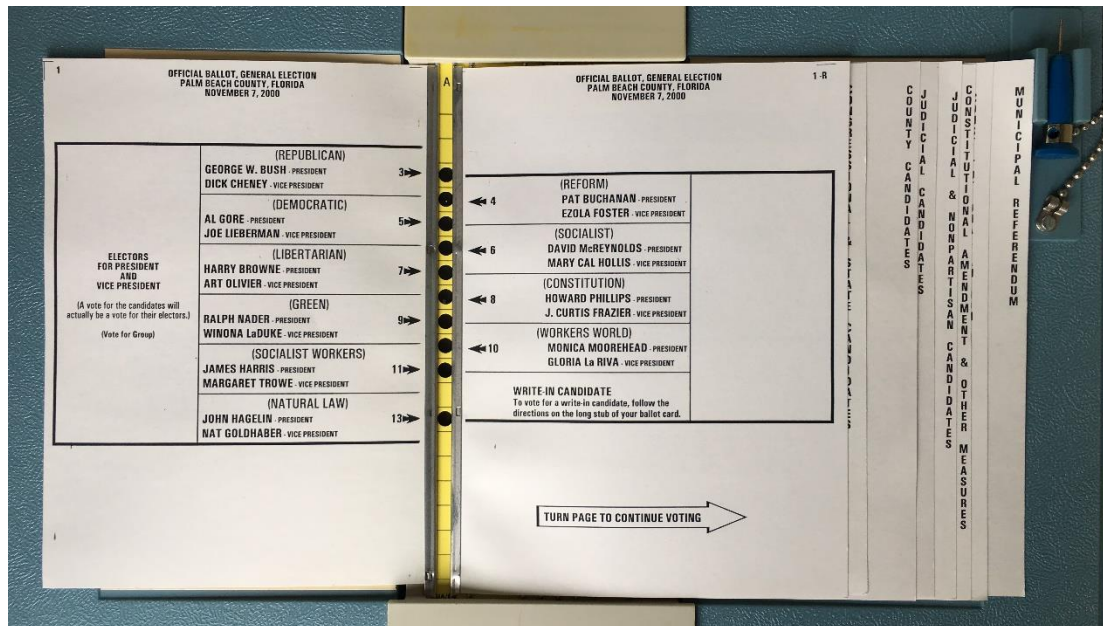 1
OFFICIAL BALLOT, GENERAL ELECTION
PALM BEACH COUNTY, FLORIDA
NOVEMBER 7, 2000
ELECTORS
FOR PRESIDENT
AND
VICE PRESIDENT
(A vote for the candidates will
actually be a vote for their electors.)
(Vote for Group)
(REPUBLICAN)
GEORGE W. BUSH - PRESIDENT 3
DICK CHENEY - VICE PRESIDENT
(DEMOCRATIC)
AL GORE - PRESIDENT 5
JOE LIEBERMAN - VICE PRESIDENT
(LIBERTARIAN)
HARRY BROWNE - PRESIDENT 7
ART OLIVIER - VICE PRESIDENT
(GREEN)
RALPH NADER - PRESIDENT 9
WINONA LaDUKE - VICE PRESIDENT
(SOCIALIST WORKERS)
JAMES HARRIS - PRESIDENT 11
MARGARET TROWE - VICE PRESIDENT
(NATURAL LAW)
JOHN HAGELIN - PRESIDENT 13
NAT GOLDHABER - VICE PRESIDENT
A
OFFICIAL BALLOT, GENERAL ELECTION
PALM BEACH COUNTY, FLORIDA
NOVEMBER 7, 2000
1-R
(REFORM)
4 PAT BUCHANAN - PRESIDENT
EZOLA FOSTER - VICE PRESIDENT
(SOCIALIST)
6 DAVID McREYNOLDS - PRESIDENT
MARY CAL HOLLIS - VICE PRESIDENT
(CONSTITUTION)
8 HOWARD PHILLIPS - PRESIDENT
J. CURTIS FRAZIER - VICE PRESIDENT
(WORKERS WORLD)
10 MONICA MOOREHEAD - PRESIDENT
GLORIA La RIVA - VICE PRESIDENT
WRITE-IN CANDIDATE
To vote for a write-in candidate, follow the
directions on the long stub of your ballot card.
TURN PAGE TO CONTINUE VOTING
CONGRESSIONAL & STATE CANDIDATES
COUNTY CANDIDATES
JUDICIAL CANDIDATES
JUDICIAL & NONPARTISAN CANDIDATES
CONSTITUTIONAL AMENDMENT & OTHER MEASURES
MUNICIPAL REFERENDUM